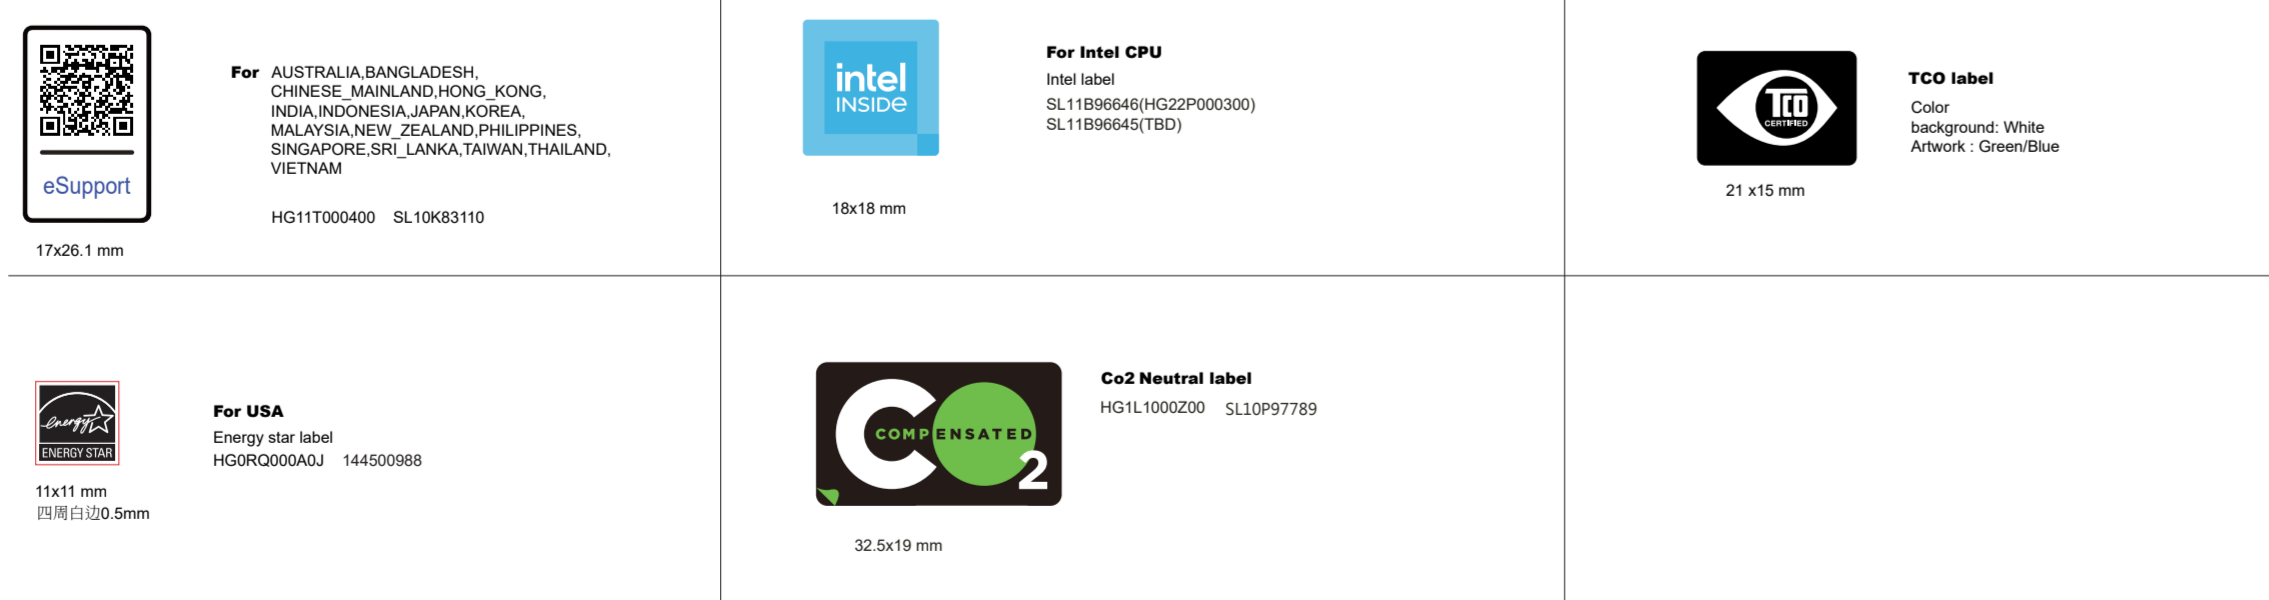 eSupport
17x26.1 mm
For AUSTRALIA,BANGLADESH,
CHINESE_MAINLAND,HONG_KONG,
INDIA,INDONESIA,JAPAN,KOREA,
MALAYSIA,NEW_ZEALAND,PHILIPPINES,
SINGAPORE,SRI_LANKA,TAIWAN,THAILAND,
VIETNAM
HG11T000400 SL10K83110
intel
INSIDe
18x18 mm
For Intel CPU
Intel label
SL11B96646(HG22P000300)
SL11B96645(TBD)
TCO
CERTIFIED
21 x15 mm
TCO label
Color
background: White
Artwork : Green/Blue
energy
ENERGY STAR
11x11 mm
四周白边0.5mm
For USA
Energy star label
HG0RQ000A0J 144500988
CO2
COMPENSATED
32.5x19 mm
Co2 Neutral label
HG1L1000Z00 SL10P97789